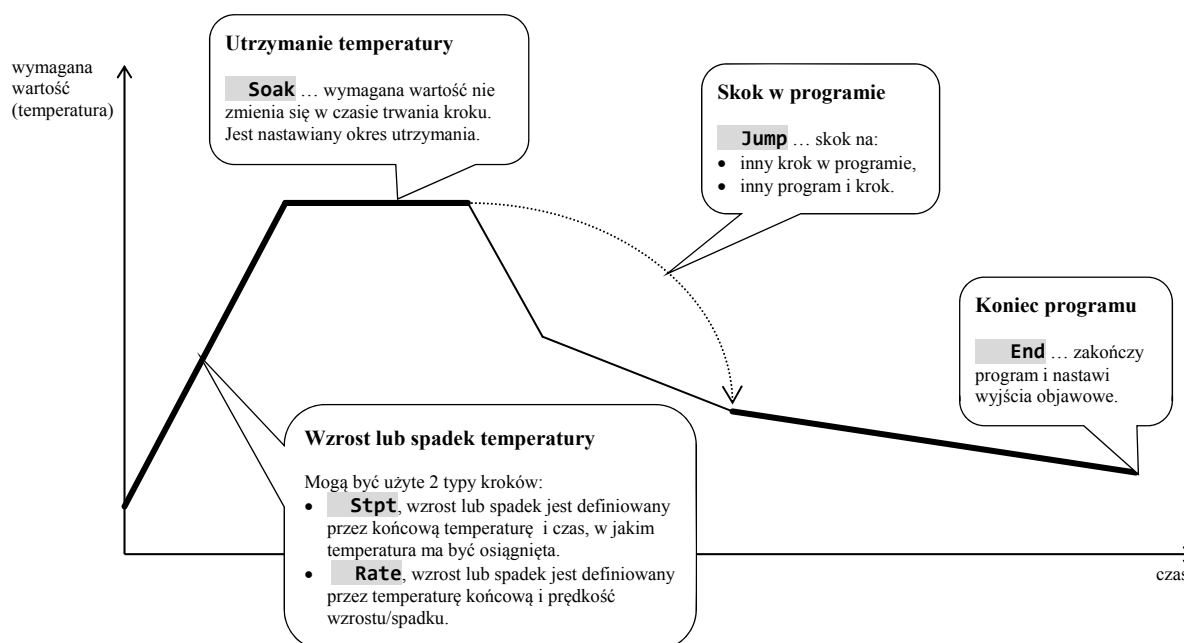 wymagana
wartość
(temperatura)
Utrzymanie temperatury
Soak … wymagana wartość nie
zmienia się w czasie trwania kroku.
Jest nastawiany okres utrzymania.
Skok w programie
Jump … skok na:
• inny krok w programie,
• inny program i krok.
Koniec programu
End … zakończy
program i nastawi
wyjścia objawowe.
Wzrost lub spadek temperatury
Mogą być użyte 2 typy kroków:
• Stpt, wzrost lub spadek jest definiowany
przez końcową temperaturę i czas, w jakim
temperatura ma być osiągnięta.
• Rate, wzrost lub spadek jest definiowany
przez temperaturę końcową i prędkość
wzrostu/spadku.
czas